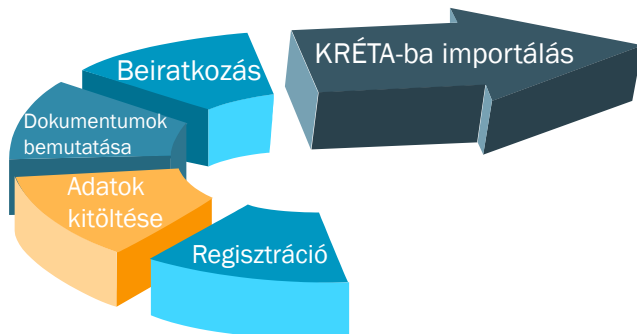 KRÉTA-ba importálás
Beiratkozás
Dokumentumok
bemutatása
Adatok
kitöltése
Regisztráció